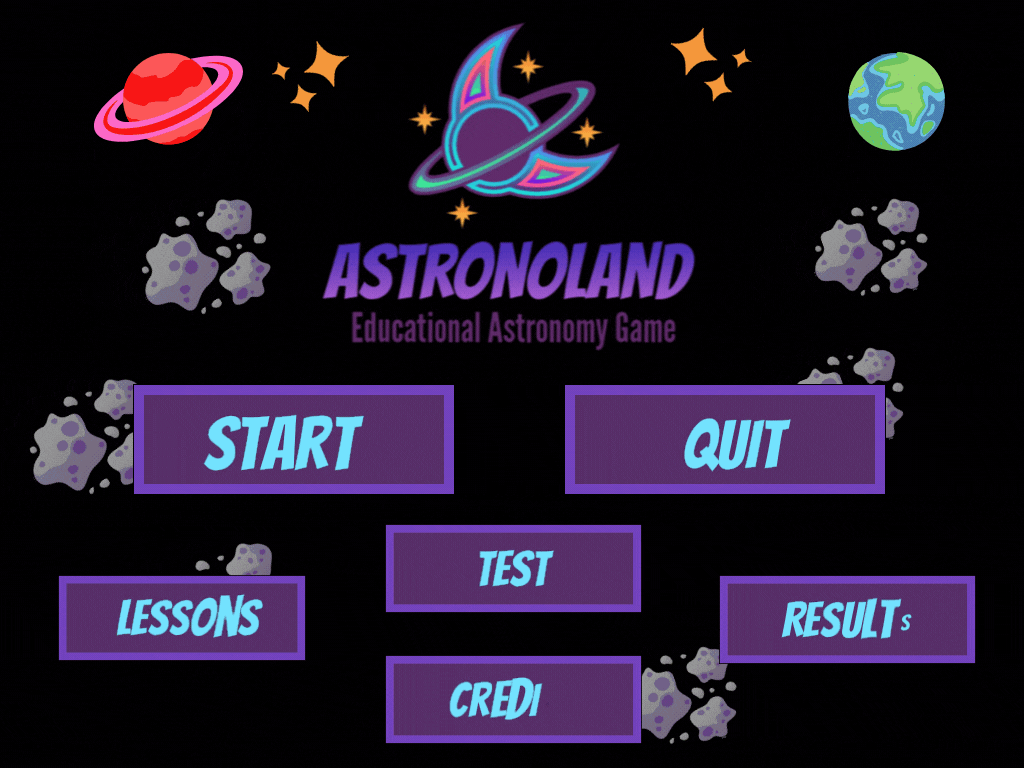 ASTRONOLAND
Educational Astronomy Game
START
QUIT
TEST
LESSONS
RESULTS
CREDI